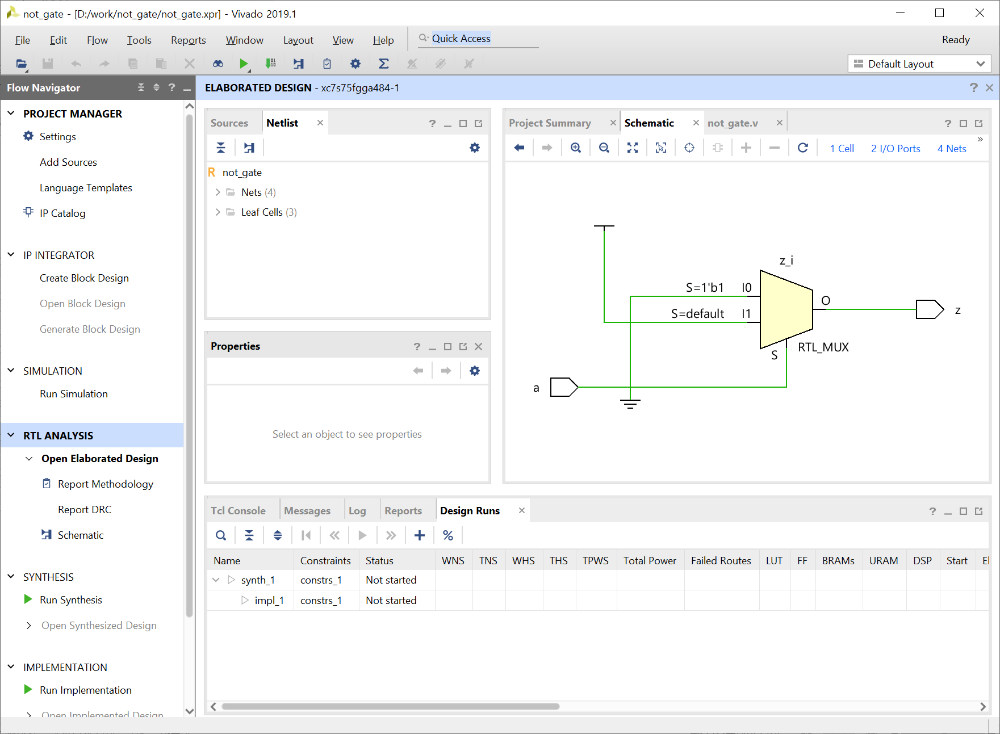 not_gate - [D:/work/not_gate/not_gate.xpr] - Vivado 2019.1
File Edit Flow Tools Reports Window Layout View Help Quick Access Ready
Default Layout
Flow Navigator ? ELABORATED DESIGN - xc7s75fgga484-1 ?
PROJECT MANAGER
Settings
Add Sources
Language Templates
IP Catalog
IP INTEGRATOR
Create Block Design
Open Block Design
Generate Block Design
SIMULATION
Run Simulation
RTL ANALYSIS
Open Elaborated Design
Report Methodology
Report DRC
Schematic
SYNTHESIS
Run Synthesis
Open Synthesized Design
IMPLEMENTATION
Run Implementation
Open Implemented Design
Sources Netlist ?
R not_gate
Nets (4)
Leaf Cells (3)
Properties ?
Select an object to see properties
Project Summary Schematic not_gate.v ?
1 Cell 2 I/O Ports 4 Nets »
z_i
S=1'b1 I0
S=default I1
O
z
S
RTL_MUX
a
Tcl Console Messages Log Reports Design Runs ?
%
Name Constraints Status WNS TNS WHS THS TPWS Total Power Failed Routes LUT FF BRAMs URAM DSP Start
synth_1 constrs_1 Not started
impl_1 constrs_1 Not started